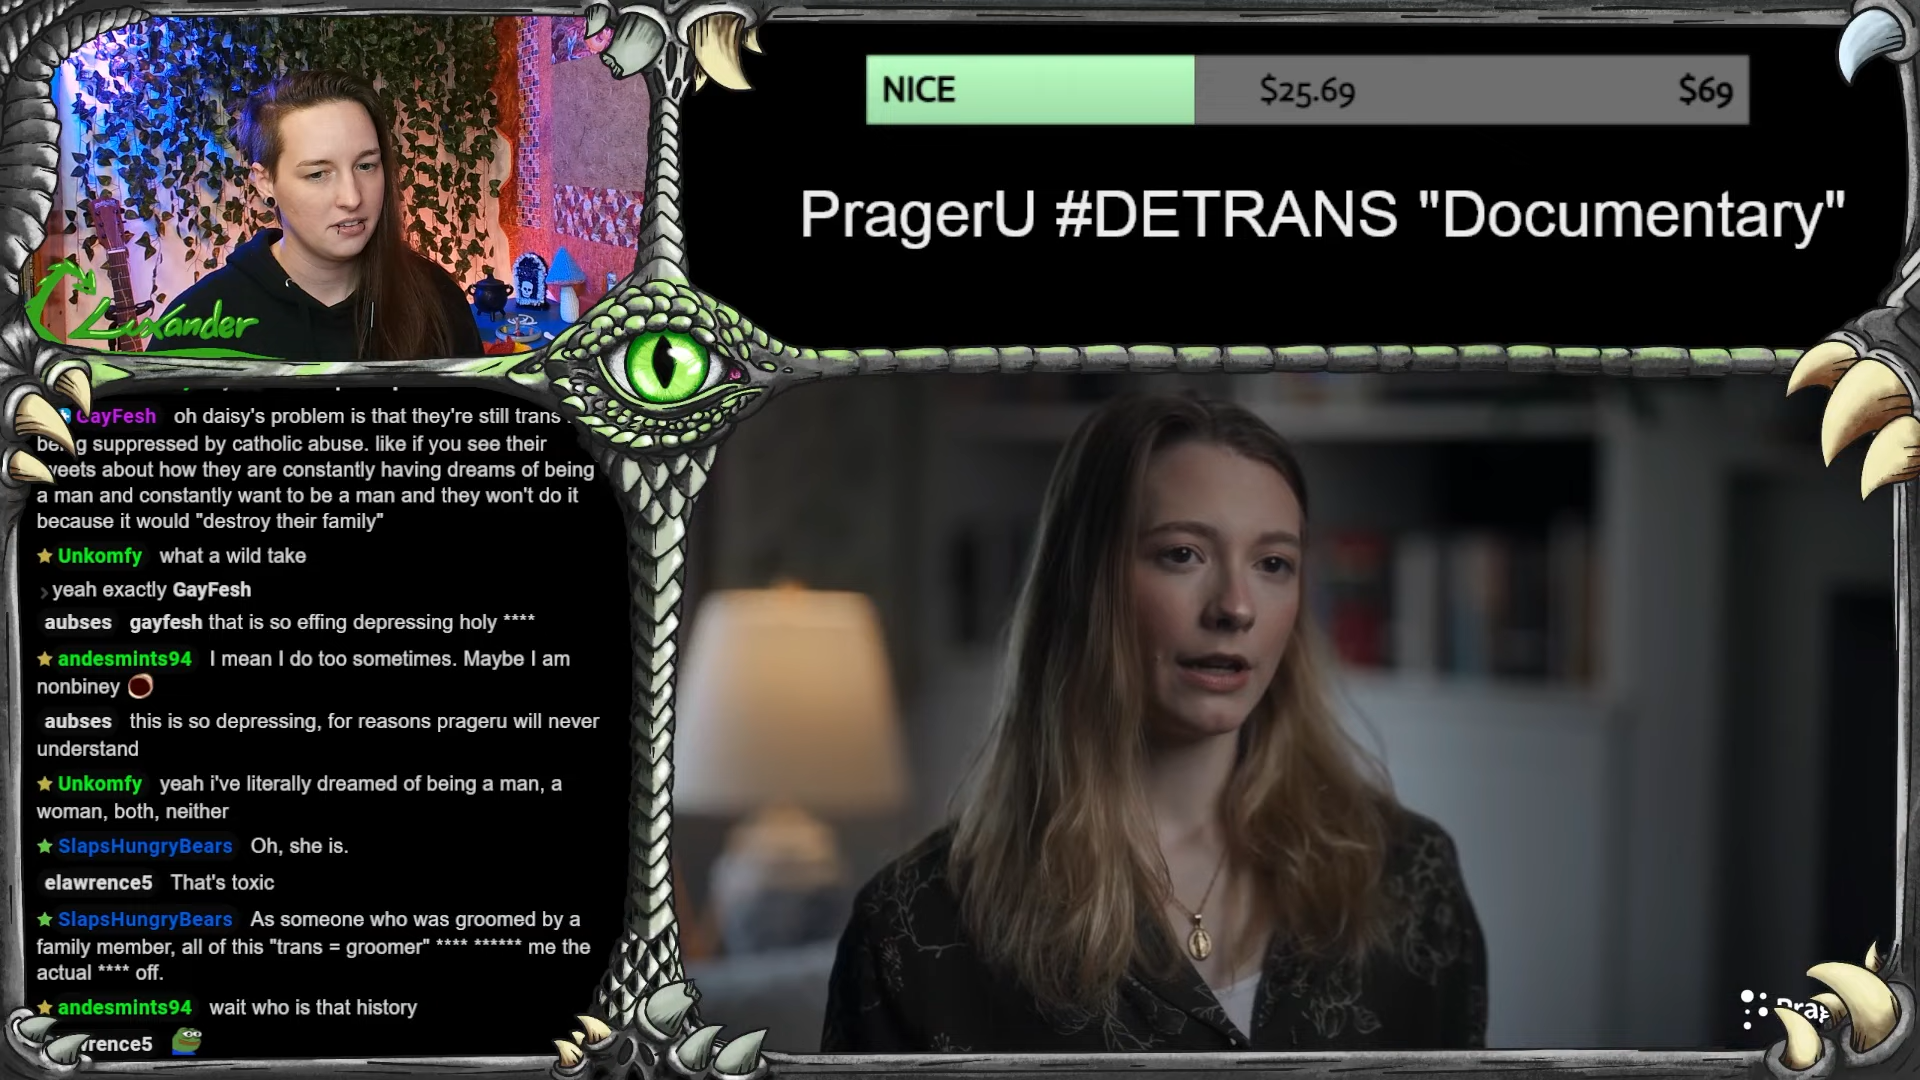 NICE $25.69 $69
PragerU #DETRANS "Documentary"
Luxander
GayFesh oh daisy's problem is that they're still trans
being suppressed by catholic abuse. like if you see their
tweets about how they are constantly having dreams of being
a man and constantly want to be a man and they won't do it
because it would "destroy their family"
Unkomfy what a wild take
yeah exactly GayFesh
aubses gayfesh that is so effing depressing holy ****
andesmints94 I mean I do too sometimes. Maybe I am
nonbiney
aubses this is so depressing, for reasons prageru will never
understand
Unkomfy yeah i've literally dreamed of being a man, a
woman, both, neither
SlapsHungryBears Oh, she is.
elawrence5 That's toxic
SlapsHungryBears As someone who was groomed by a
family member, all of this "trans = groomer" **** ****** me the
actual **** off.
andesmints94 wait who is that history
elawrence5